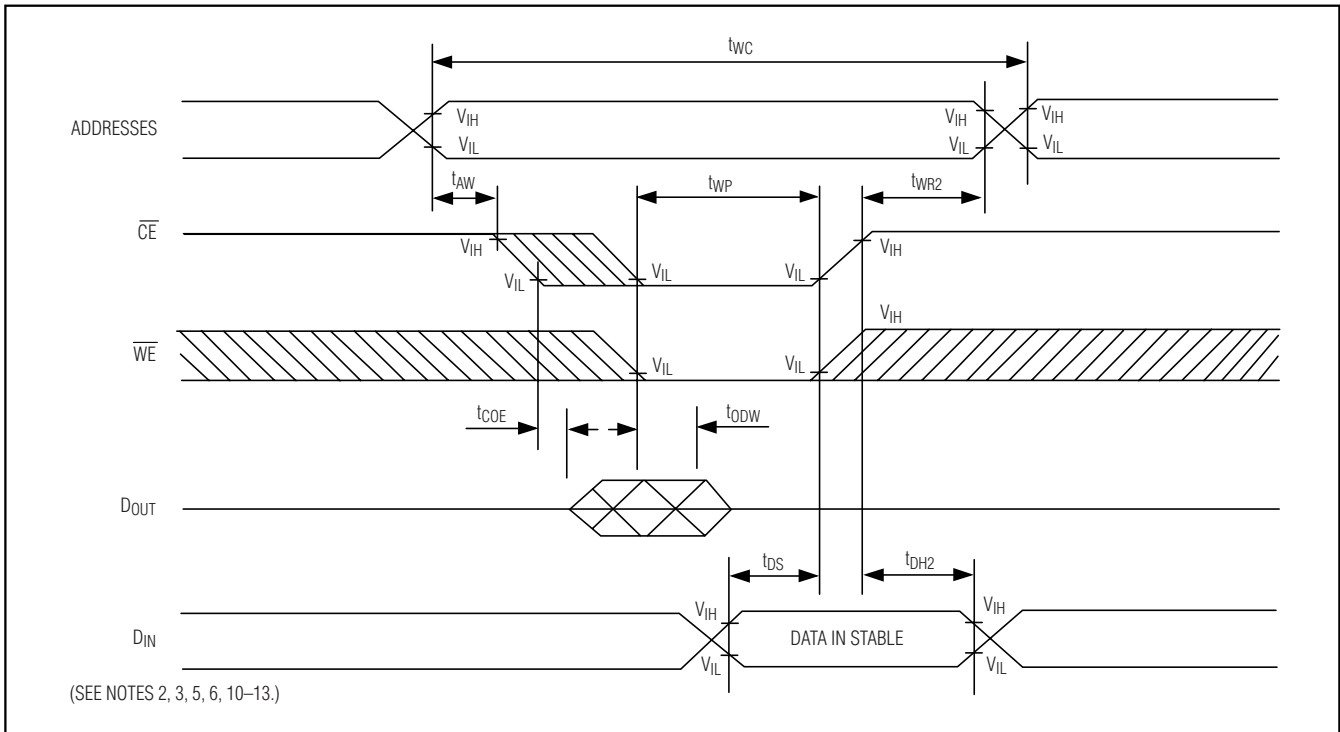 tWC
ADDRESSES
VIH
VIL
VIH
VIL
VIH
VIL
tAW
tWP
tWR2
CE
VIH
VIL
VIL
VIL
VIH
WE
VIL
VIL
VIH
tCOE
tODW
DOUT
tDS
tDH2
DIN
VIH
VIL
DATA IN STABLE
VIH
VIL
(SEE NOTES 2, 3, 5, 6, 10–13.)